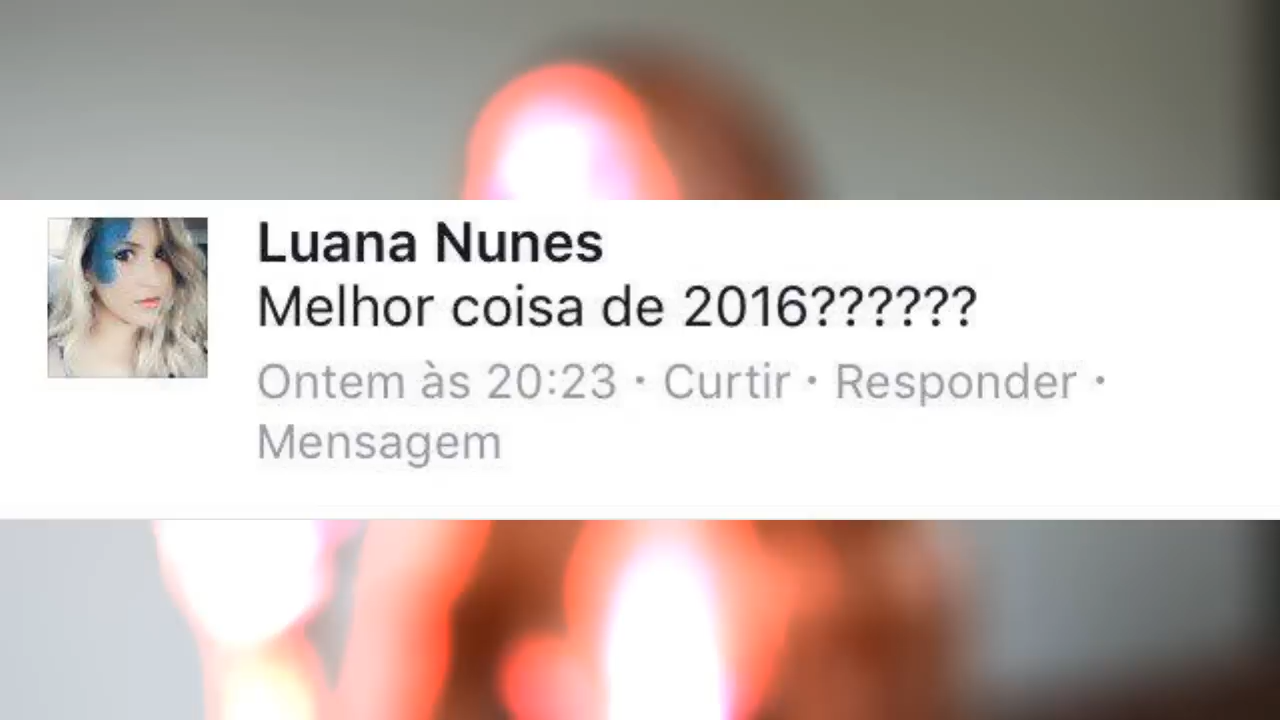 Luana Nunes
Melhor coisa de 2016??????
Ontem às 20:23 · Curtir · Responder ·
Mensagem